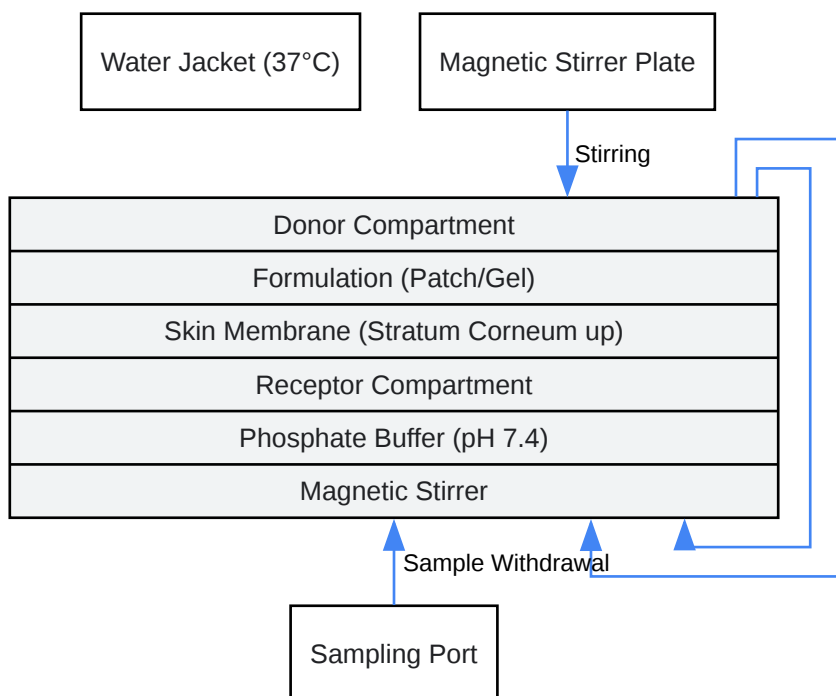 Water Jacket (37°C)
Magnetic Stirrer Plate
Stirring
Donor Compartment
Formulation (Patch/Gel)
Skin Membrane (Stratum Corneum up)
Receptor Compartment
Phosphate Buffer (pH 7.4)
Magnetic Stirrer
Sample Withdrawal
Sampling Port